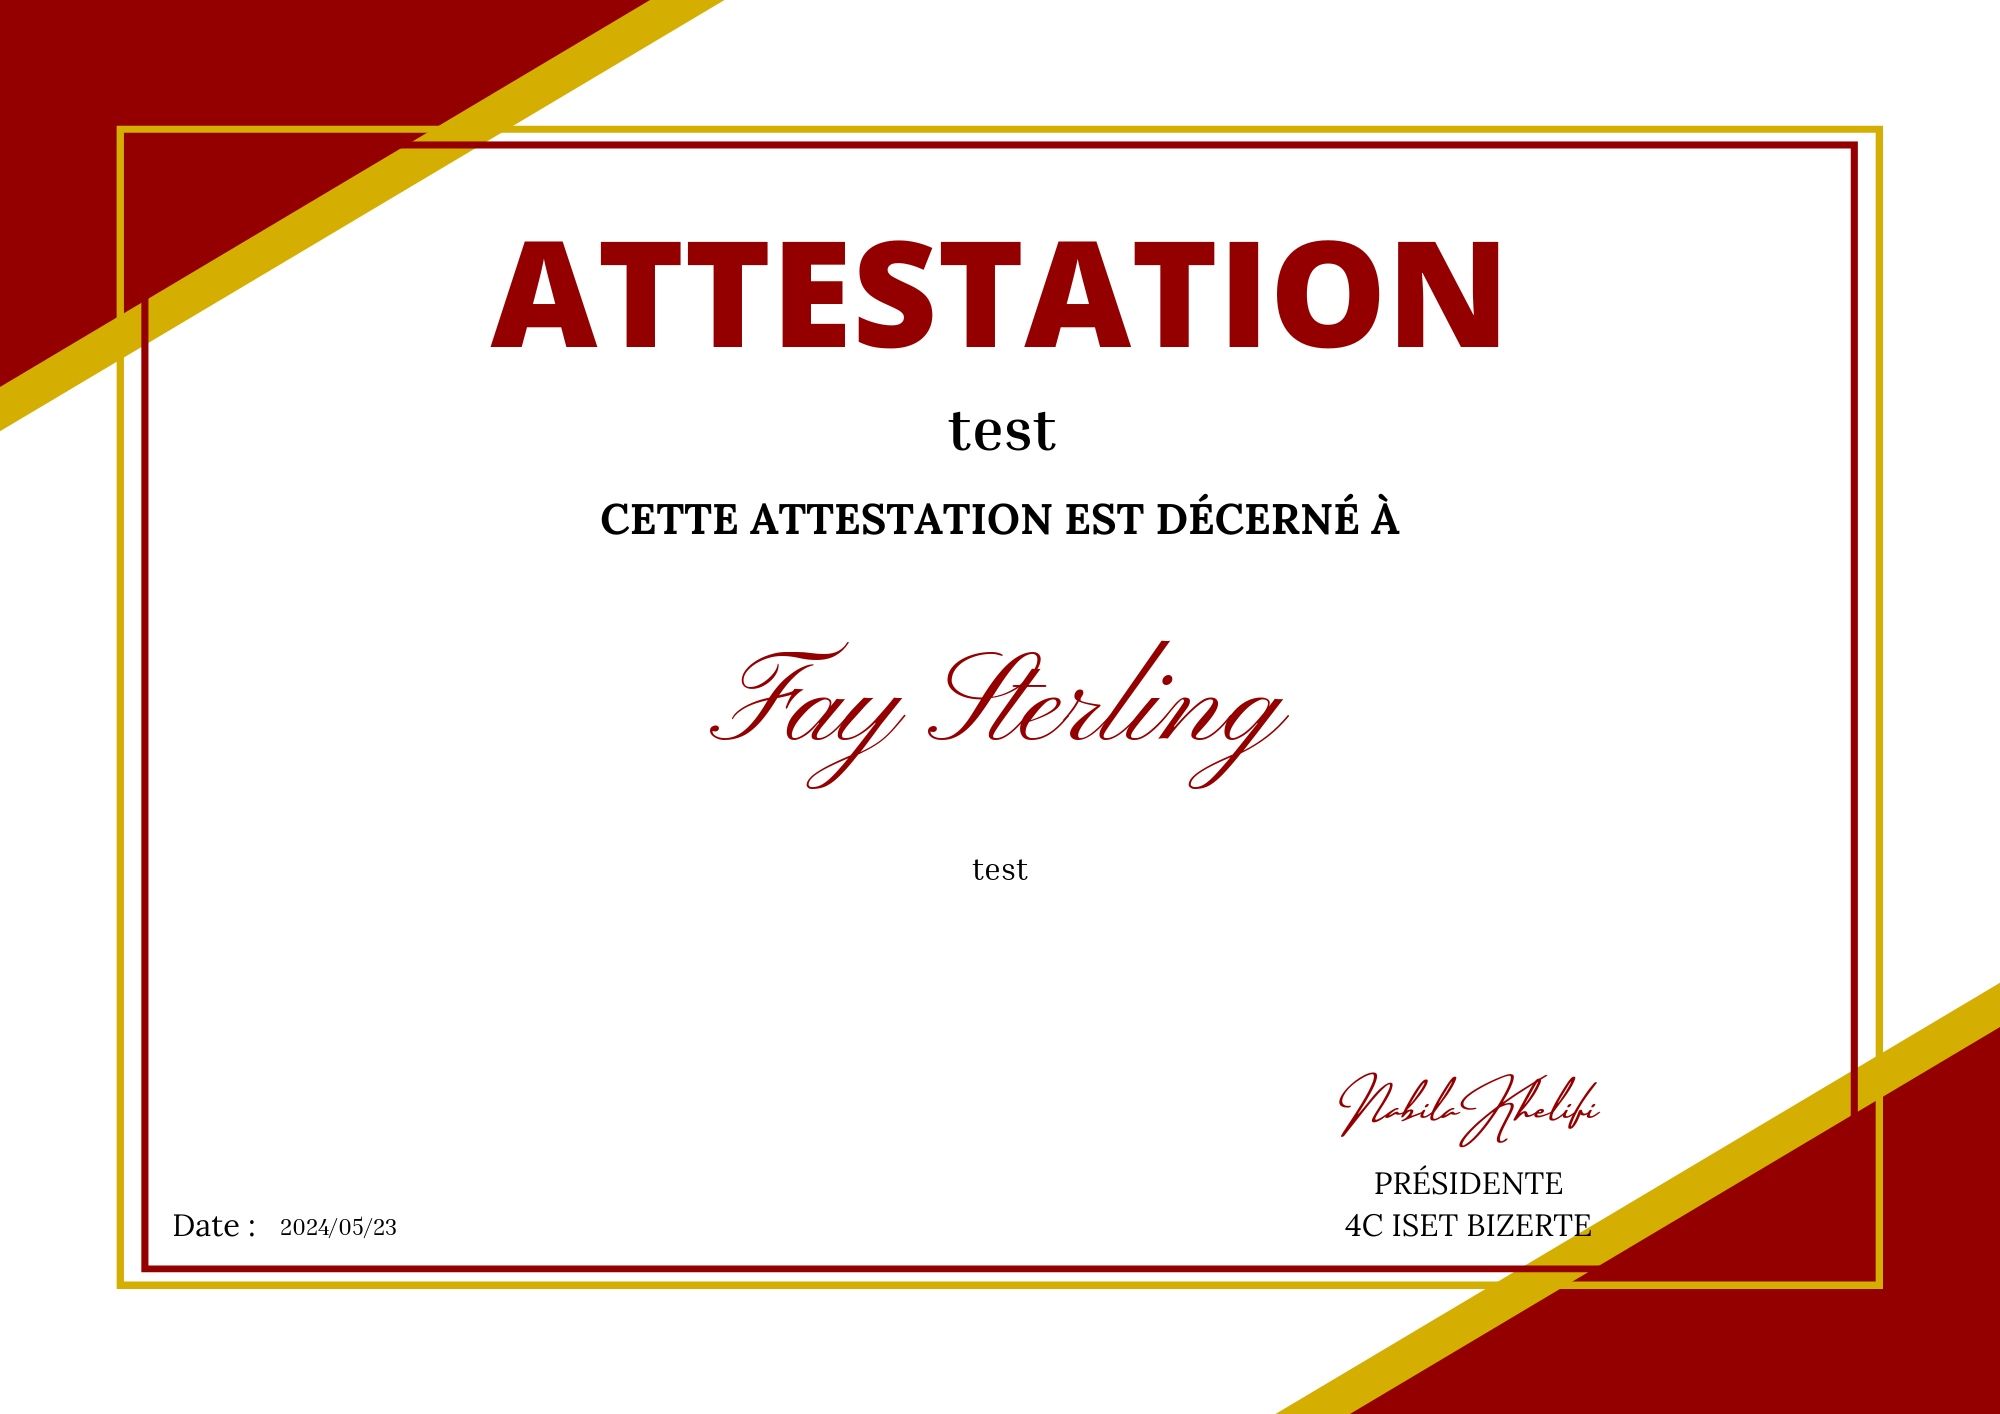 ATTESTATION
test
CETTE ATTESTATION EST DÉCERNÉ À
Fay Sterling
test
Nabila Khelifi
PRÉSIDENTE
4C ISET BIZERTE
Date : 2024/05/23